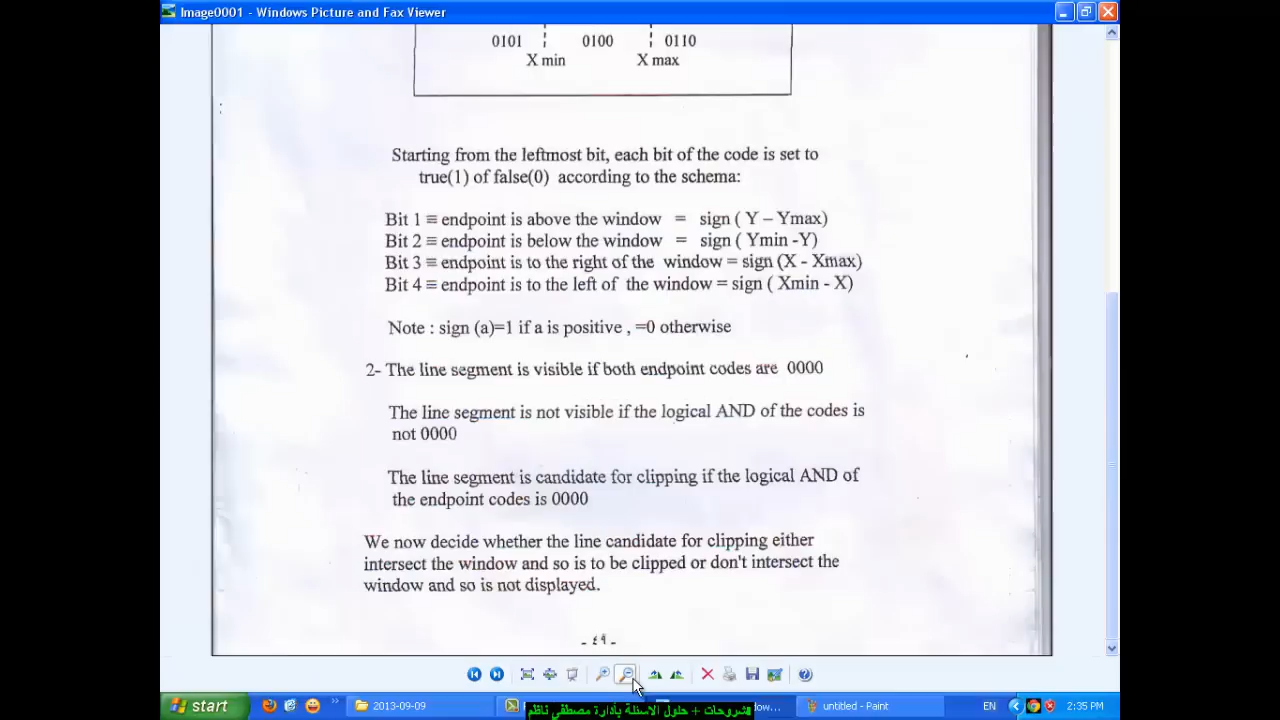 Image0001 - Windows Picture and Fax Viewer
0101 0100 0110
X min X max
Starting from the leftmost bit, each bit of the code is set to
true(1) of false(0) according to the schema:
Bit 1 ≡ endpoint is above the window = sign ( Y – Ymax)
Bit 2 ≡ endpoint is below the window = sign ( Ymin -Y)
Bit 3 ≡ endpoint is to the right of the window = sign (X - Xmax)
Bit 4 ≡ endpoint is to the left of the window = sign ( Xmin - X)
Note : sign (a)=1 if a is positive , =0 otherwise
2- The line segment is visible if both endpoint codes are 0000
The line segment is not visible if the logical AND of the codes is
not 0000
The line segment is candidate for clipping if the logical AND of
the endpoint codes is 0000
We now decide whether the line candidate for clipping either
intersect the window and so is to be clipped or don't intersect the
window and so is not displayed.
- ٤٩ -
start
2013-09-09
untitled - Paint
EN
2:35 PM
شروحات + حلول الاسئلة بأدارة مصطفى ناظم